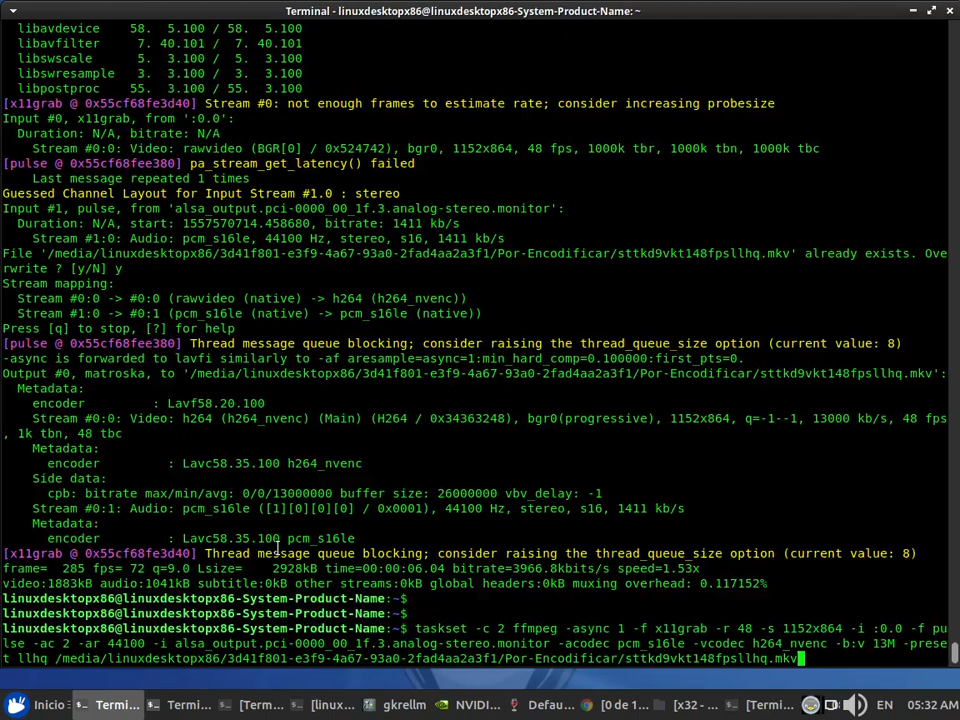 Terminal - linuxdesktopx86@linuxdesktopx86-System-Product-Name: ~
libavdevice    58.  5.100 / 58.  5.100
libavfilter     7. 40.101 /  7. 40.101
libswscale      5.  3.100 /  5.  3.100
libswresample   3.  3.100 /  3.  3.100
libpostproc    55.  3.100 / 55.  3.100
[x11grab @ 0x55cf68fe3d40] Stream #0: not enough frames to estimate rate; consider increasing probesize
Input #0, x11grab, from ':0.0':
Duration: N/A, bitrate: N/A
Stream #0:0: Video: rawvideo (BGR[0] / 0x524742), bgr0, 1152x864, 48 fps, 1000k tbr, 1000k tbn, 1000k tbc
[pulse @ 0x55cf68fee380] pa_stream_get_latency() failed
Last message repeated 1 times
Guessed Channel Layout for Input Stream #1.0 : stereo
Input #1, pulse, from 'alsa_output.pci-0000_00_1f.3.analog-stereo.monitor':
Duration: N/A, start: 1557570714.458680, bitrate: 1411 kb/s
Stream #1:0: Audio: pcm_s16le, 44100 Hz, stereo, s16, 1411 kb/s
File '/media/linuxdesktopx86/3d41f801-e3f9-4a67-93a0-2fad4aa2a3f1/Por-Encodificar/sttkd9vkt148fpsllhq.mkv' already exists. Ove
rwrite ? [y/N] y
Stream mapping:
Stream #0:0 -> #0:0 (rawvideo (native) -> h264 (h264_nvenc))
Stream #1:0 -> #0:1 (pcm_s16le (native) -> pcm_s16le (native))
Press [q] to stop, [?] for help
[pulse @ 0x55cf68fee380] Thread message queue blocking; consider raising the thread_queue_size option (current value: 8)
-async is forwarded to lavfi similarly to -af aresample=async=1:min_hard_comp=0.100000:first_pts=0.
Output #0, matroska, to '/media/linuxdesktopx86/3d41f801-e3f9-4a67-93a0-2fad4aa2a3f1/Por-Encodificar/sttkd9vkt148fpsllhq.mkv':
Metadata:
encoder         : Lavf58.20.100
Stream #0:0: Video: h264 (h264_nvenc) (Main) (H264 / 0x34363248), bgr0(progressive), 1152x864, q=-1--1, 13000 kb/s, 48 fps
, 1k tbn, 48 tbc
Metadata:
encoder         : Lavc58.35.100 h264_nvenc
Side data:
cpb: bitrate max/min/avg: 0/0/13000000 buffer size: 26000000 vbv_delay: -1
Stream #0:1: Audio: pcm_s16le ([1][0][0][0] / 0x0001), 44100 Hz, stereo, s16, 1411 kb/s
Metadata:
encoder         : Lavc58.35.100 pcm_s16le
[x11grab @ 0x55cf68fe3d40] Thread message queue blocking; consider raising the thread_queue_size option (current value: 8)
frame=  285 fps= 72 q=9.0 Lsize=    2928kB time=00:00:06.04 bitrate=3966.8kbits/s speed=1.53x
video:1883kB audio:1041kB subtitle:0kB other streams:0kB global headers:0kB muxing overhead: 0.117152%
linuxdesktopx86@linuxdesktopx86-System-Product-Name:~$
linuxdesktopx86@linuxdesktopx86-System-Product-Name:~$
linuxdesktopx86@linuxdesktopx86-System-Product-Name:~$ taskset -c 2 ffmpeg -async 1 -f x11grab -r 48 -s 1152x864 -i :0.0 -f pu
lse -ac 2 -ar 44100 -i alsa_output.pci-0000_00_1f.3.analog-stereo.monitor -acodec pcm_s16le -vcodec h264_nvenc -b:v 13M -prese
t llhq /media/linuxdesktopx86/3d41f801-e3f9-4a67-93a0-2fad4aa2a3f1/Por-Encodificar/sttkd9vkt148fpsllhq.mkv
Inicio Termi... Termi... [Term... [linux... gkrellm NVIDI... Defau... [0 de 1... [x32 - ... [Term... EN 05:32 AM